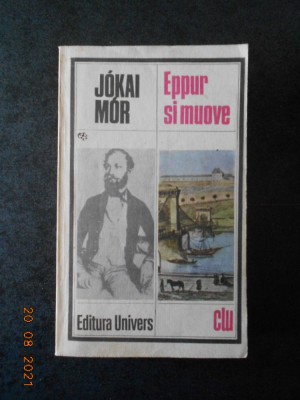 JÓKAI
MÓR
Eppur
si muove
Editura Univers
clu
20 08 2021